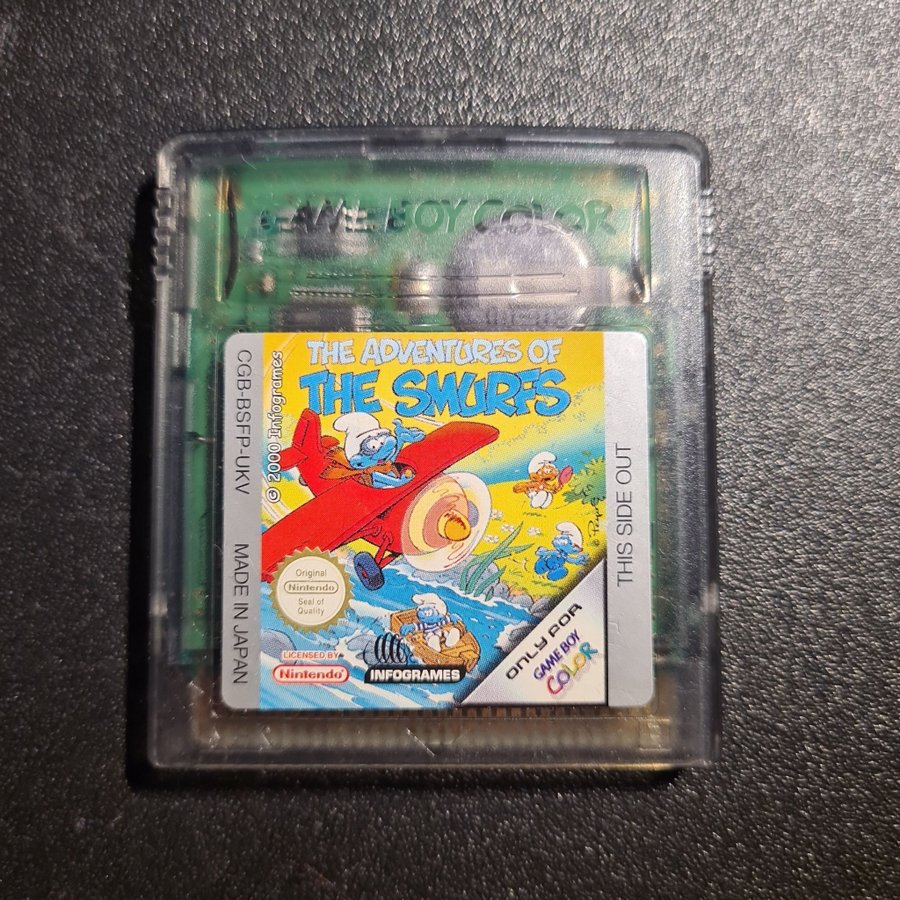 GAME BOY COLOR
THE ADVENTURES OF
THE SMURFS
© 2000 Infogrames
CGB-BSFP-UKV
MADE IN JAPAN
THIS SIDE OUT
© Peyo
Original
Nintendo
Seal of
Quality
LICENSED BY
Nintendo
INFOGRAMES
ONLY FOR
GAME BOY
COLOR